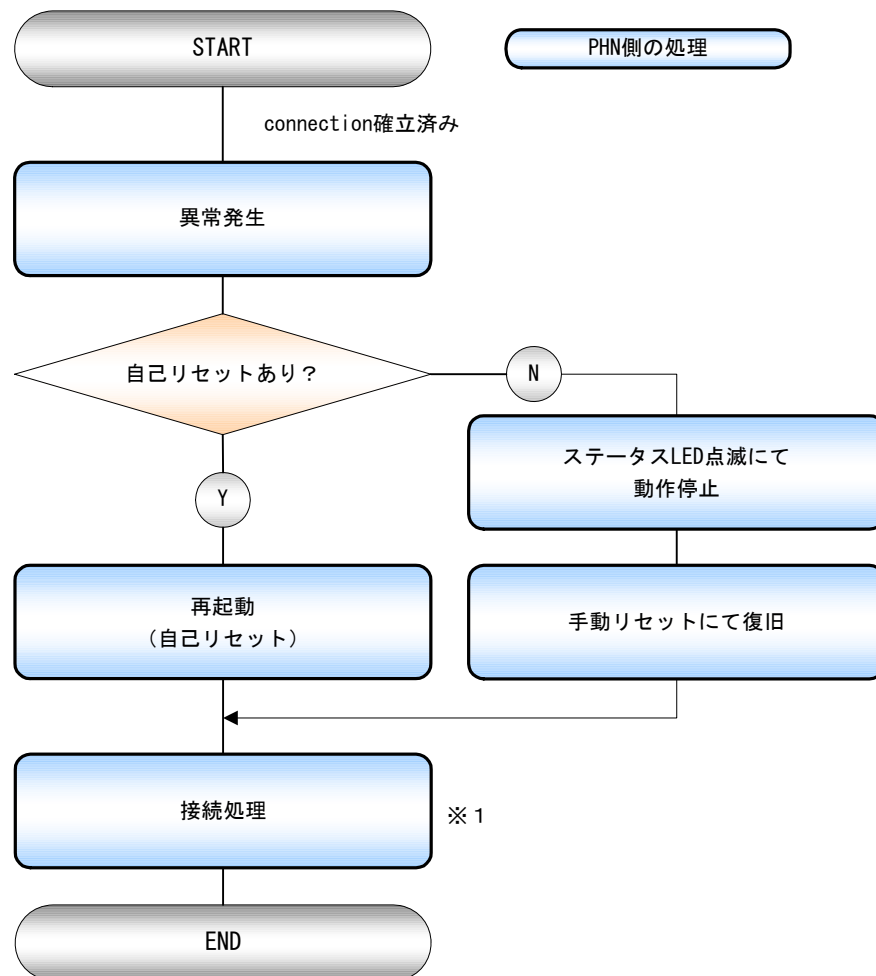 START
PHN側の処理
connection確立済み
異常発生
自己リセットあり？
N
ステータスLED点滅にて
動作停止
Y
再起動
（自己リセット）
手動リセットにて復旧
接続処理
※１
END